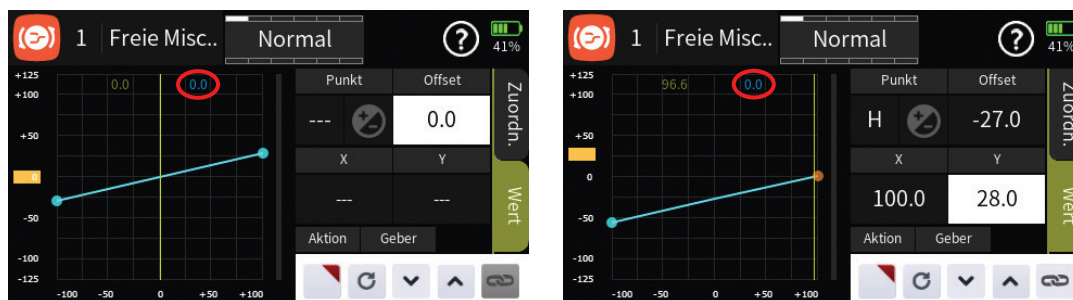 1 Freie Misc.. Normal ? 41%
+125
+100
+50
0
-50
-100
-125
-100 -50 0 +50 +100
0.0 0.0
Punkt Offset
--- 0.0
X Y
--- ---
Aktion Geber
Zuordn.
Wert
1 Freie Misc.. Normal ? 41%
+125
+100
+50
0
-50
-100
-125
-100 -50 0 +50 +100
96.6 0.0
Punkt Offset
H -27.0
X Y
100.0 28.0
Aktion Geber
Zuordn.
Wert